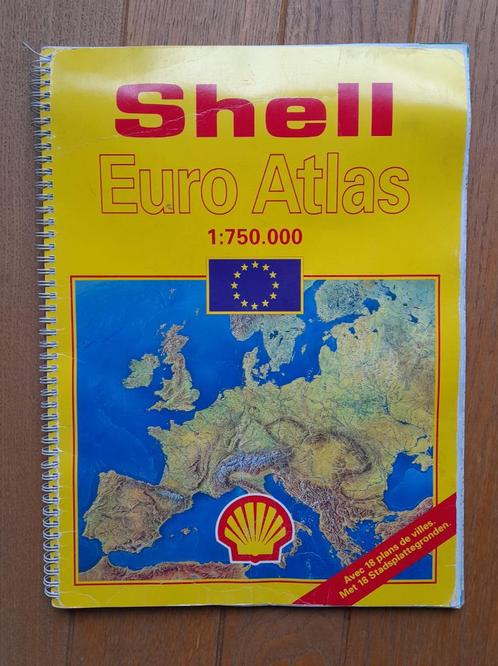 Shell
Euro Atlas
1:750.000
Avec 18 plans de villes.
Met 18 Stadsplattegronden.